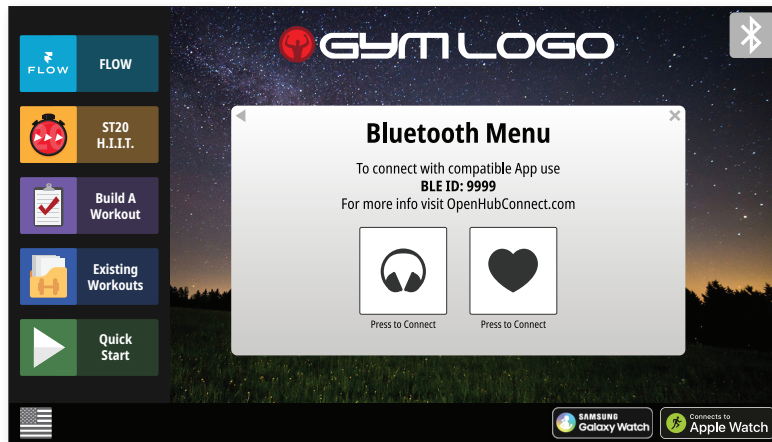 FLOW
FLOW
ST20
H.I.I.T.
Build A
Workout
Existing
Workouts
Quick
Start
GYM LOGO
Bluetooth Menu
To connect with compatible App use
BLE ID: 9999
For more info visit OpenHubConnect.com
Press to Connect
Press to Connect
SAMSUNG
Galaxy Watch
Connects to
Apple Watch